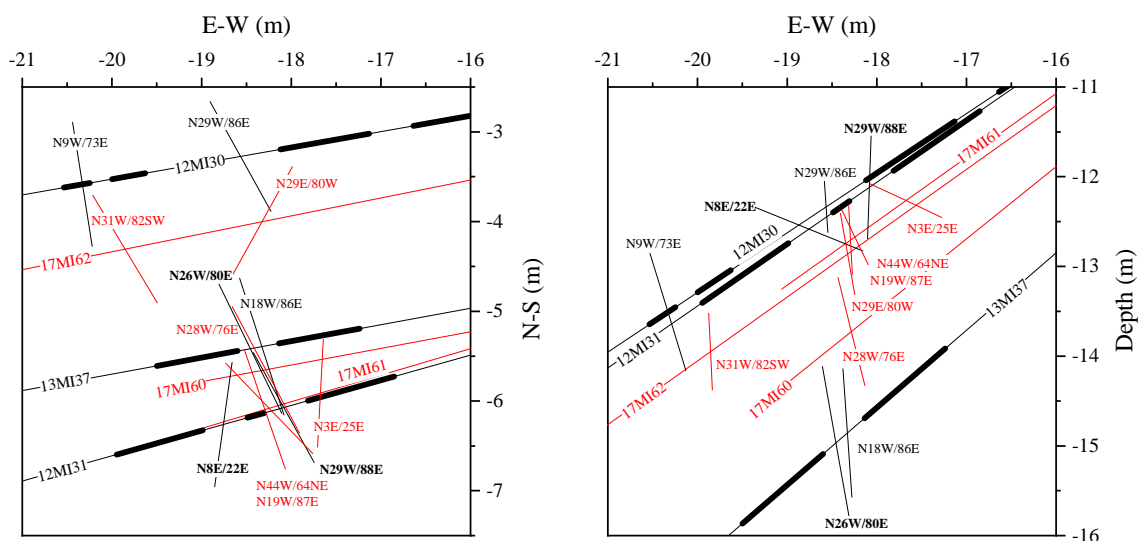 E-W (m)
-21 -20 -19 -18 -17 -16
N29W/86E
N9W/73E
12MI30
N29E/80W
N31W/82SW
17MI62
N26W/80E
N18W/86E
N28W/76E
13MI37
17MI60
17MI61
N3E/25E
12MI31
N8E/22E
N29W/88E
N44W/64NE
N19W/87E
-3
-4
-5
-6
-7
N-S (m)
E-W (m)
-21 -20 -19 -18 -17 -16
N29W/88E
17MI61
N29W/86E
N8E/22E
N9W/73E
12MI30
N3E/25E
N44W/64NE
N19W/87E
N29E/80W
13MI37
12MI31
N31W/82SW
N28W/76E
17MI62
17MI60
N18W/86E
N26W/80E
-11
-12
-13
-14
-15
-16
Depth (m)